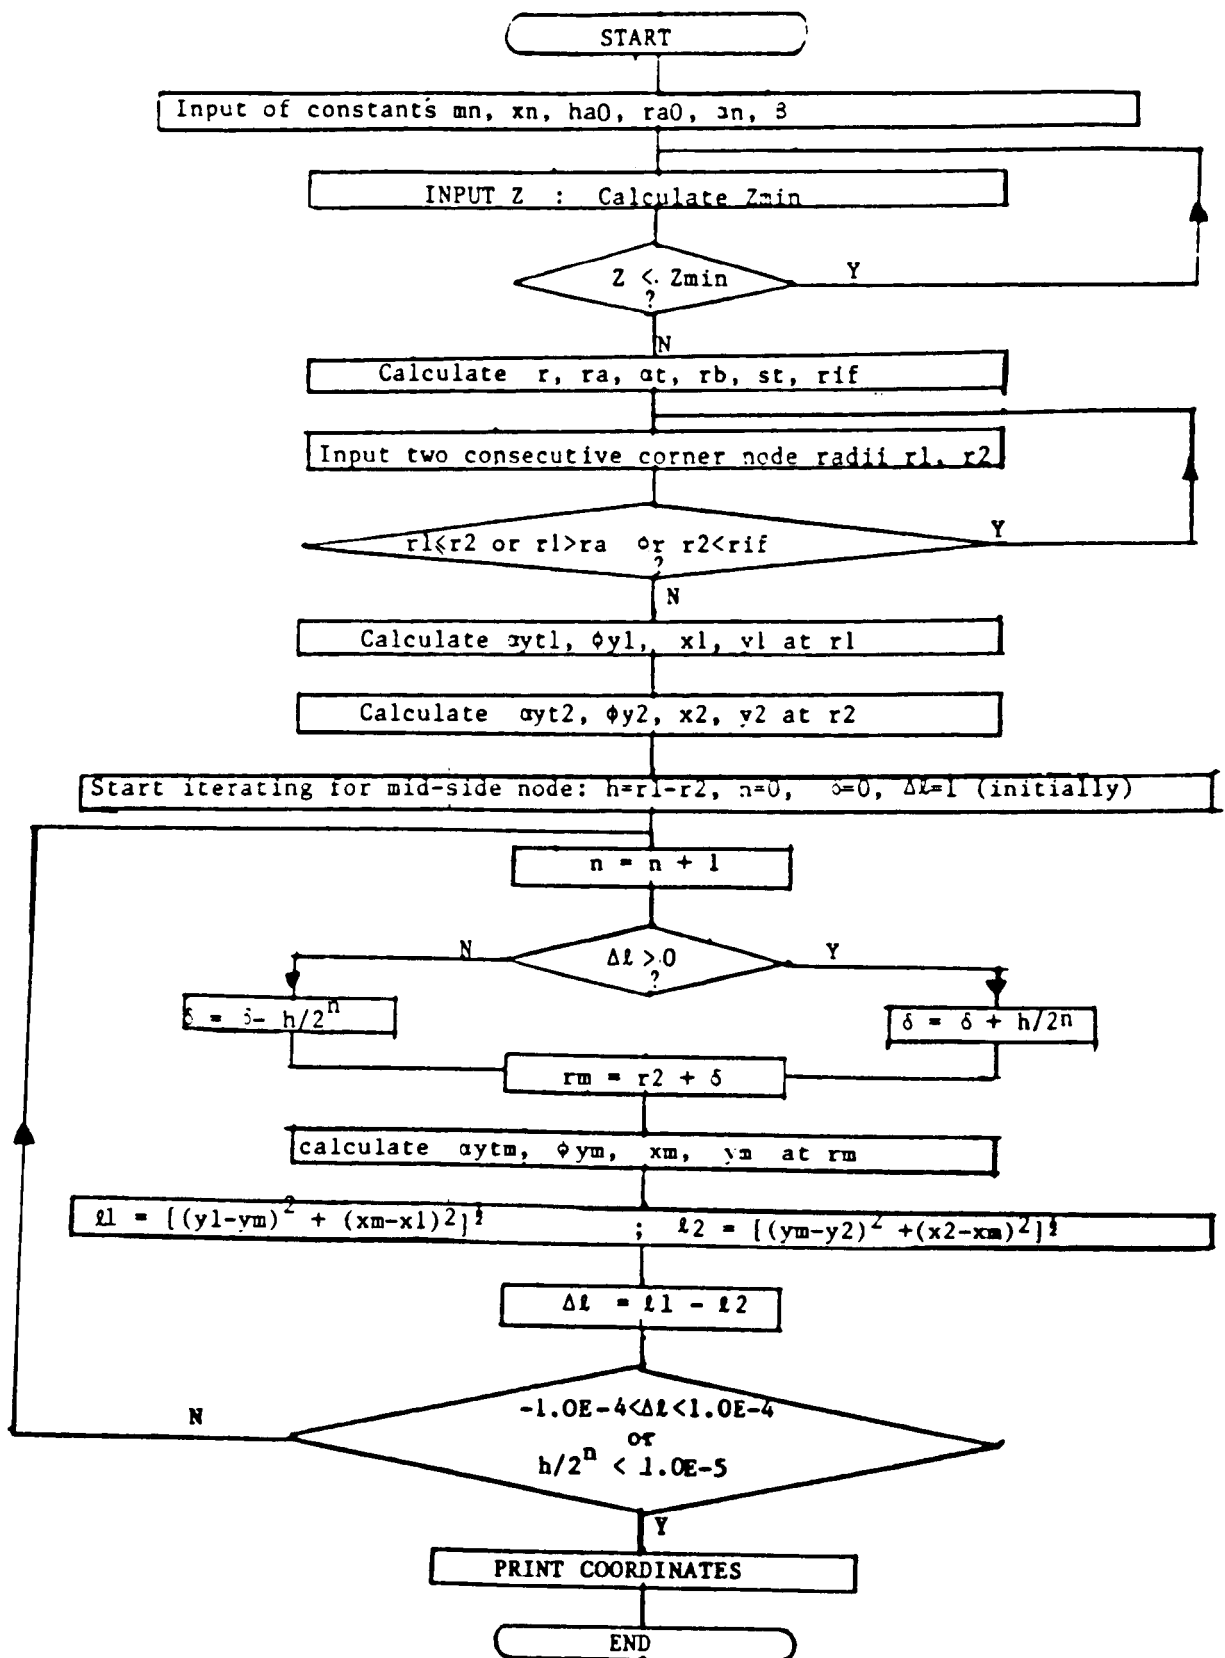 START
Input of constants mn, xn, ha0, ra0, αn, β
INPUT Z : Calculate Zmin
Z < Zmin
?
Y
N
Calculate r, ra, αt, rb, st, rif
Input two consecutive corner node radii r1, r2
r1≤r2 or r1>ra or r2<rif
?
Y
N
Calculate αyt1, ϕy1, x1, y1 at r1
Calculate αyt2, ϕy2, x2, y2 at r2
Start iterating for mid-side node: h=r1-r2, n=0, δ=0, Δℓ=1 (initially)
n = n + 1
N
Δℓ > 0
?
Y
δ = δ- h/2^n
δ = δ + h/2^n
rm = r2 + δ
calculate αytm, ϕym, xm, ym at rm
ℓ1 = [(y1-ym)² + (xm-x1)²]^½ ; ℓ2 = [(ym-y2)² +(x2-xm)²]^½
Δℓ = ℓ1 - ℓ2
N
-1.0E-4<Δℓ<1.0E-4
or
h/2^n < 1.0E-5
Y
PRINT COORDINATES
END